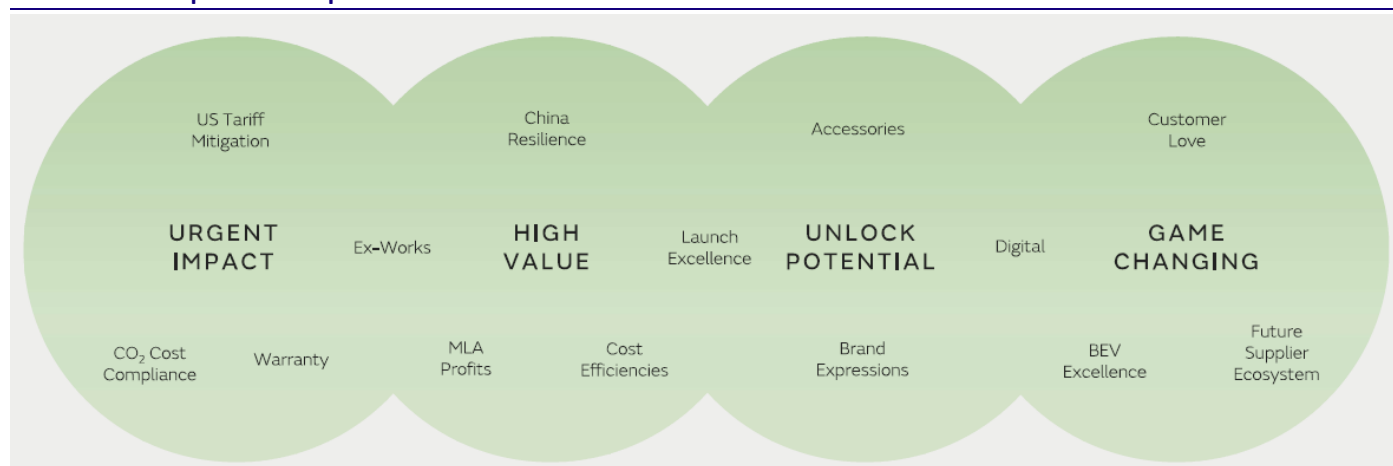 US Tariff
Mitigation
China
Resilience
Accessories
Customer
Love
URGENT
IMPACT
Ex-Works
HIGH
VALUE
Launch
Excellence
UNLOCK
POTENTIAL
Digital
GAME
CHANGING
CO₂ Cost
Compliance
Warranty
MLA
Profits
Cost
Efficiencies
Brand
Expressions
BEV
Excellence
Future
Supplier
Ecosystem